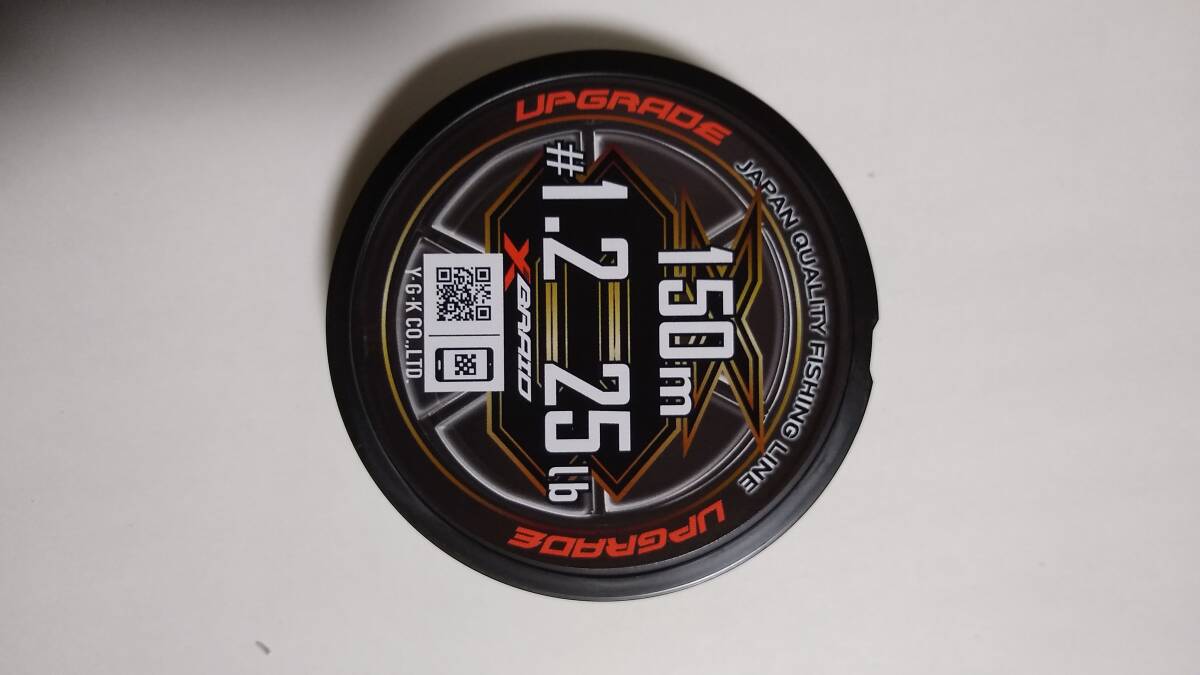 UPGRADE
JAPAN QUALITY FISHING LINE
150m
#1.2 25lb
X BRAID
Y·G·K CO.,LTD.
UPGRADE